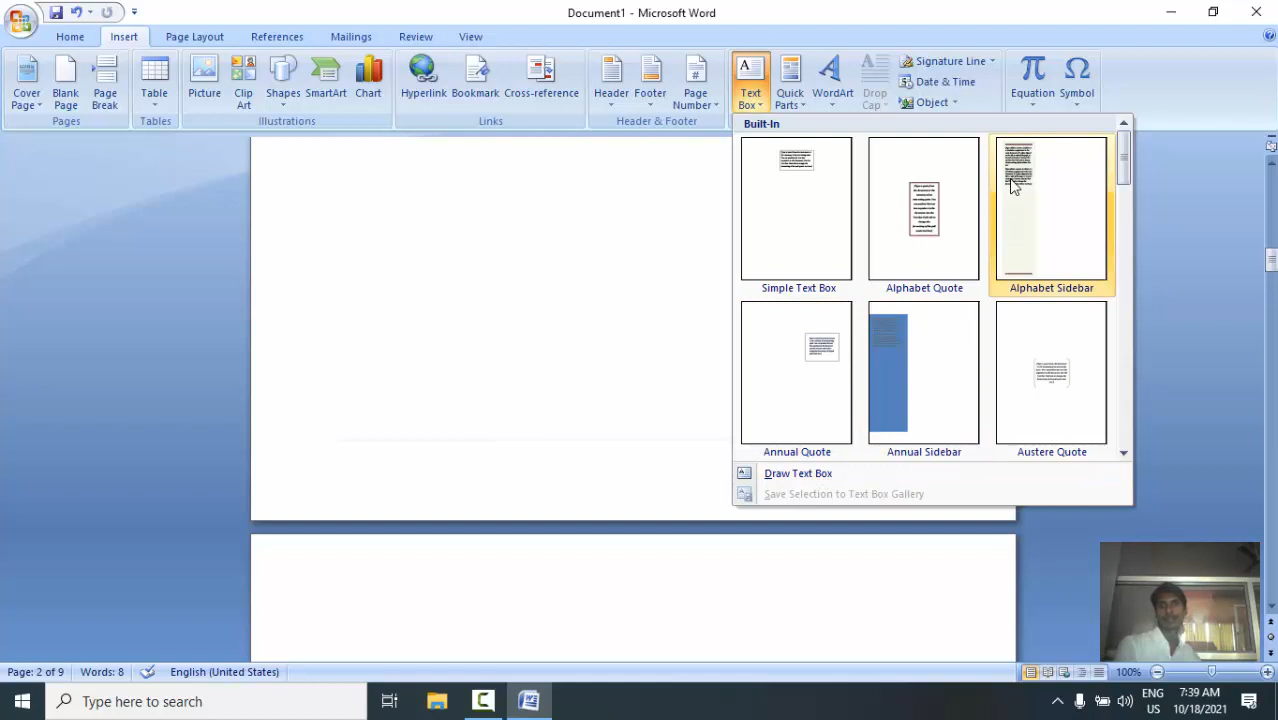 Document1 - Microsoft Word
Home Insert Page Layout References Mailings Review View
Cover Page Blank Page Page Break Table Picture Clip Art Shapes SmartArt Chart Hyperlink Bookmark Cross-reference Header Footer Page Number Text Box Quick Parts WordArt Drop Cap Signature Line Equation Symbol
Date & Time
Object
Pages Tables Illustrations Links Header & Footer
Built-In
Simple Text Box Alphabet Quote Alphabet Sidebar
Annual Quote Annual Sidebar Austere Quote
Draw Text Box
Save Selection to Text Box Gallery
Page: 2 of 9 Words: 8 English (United States) 100%
Type here to search
ENG 7:39 AM
US 10/18/2021